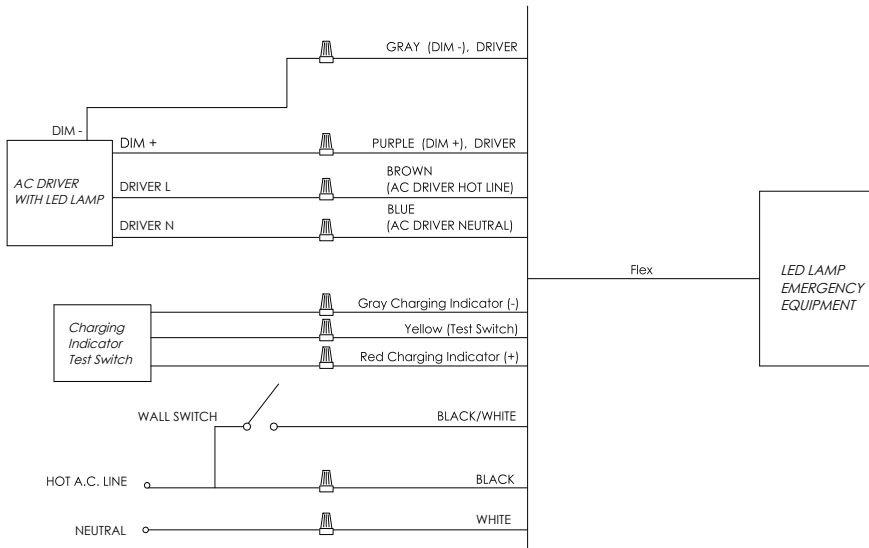 GRAY (DIM -), DRIVER
DIM -
DIM +
PURPLE (DIM +), DRIVER
AC DRIVER
WITH LED LAMP
DRIVER L
BROWN
(AC DRIVER HOT LINE)
DRIVER N
BLUE
(AC DRIVER NEUTRAL)
Flex
LED LAMP
EMERGENCY
EQUIPMENT
Charging
Indicator
Test Switch
Gray Charging Indicator (-)
Yellow (Test Switch)
Red Charging Indicator (+)
WALL SWITCH
BLACK/WHITE
HOT A.C. LINE
BLACK
NEUTRAL
WHITE